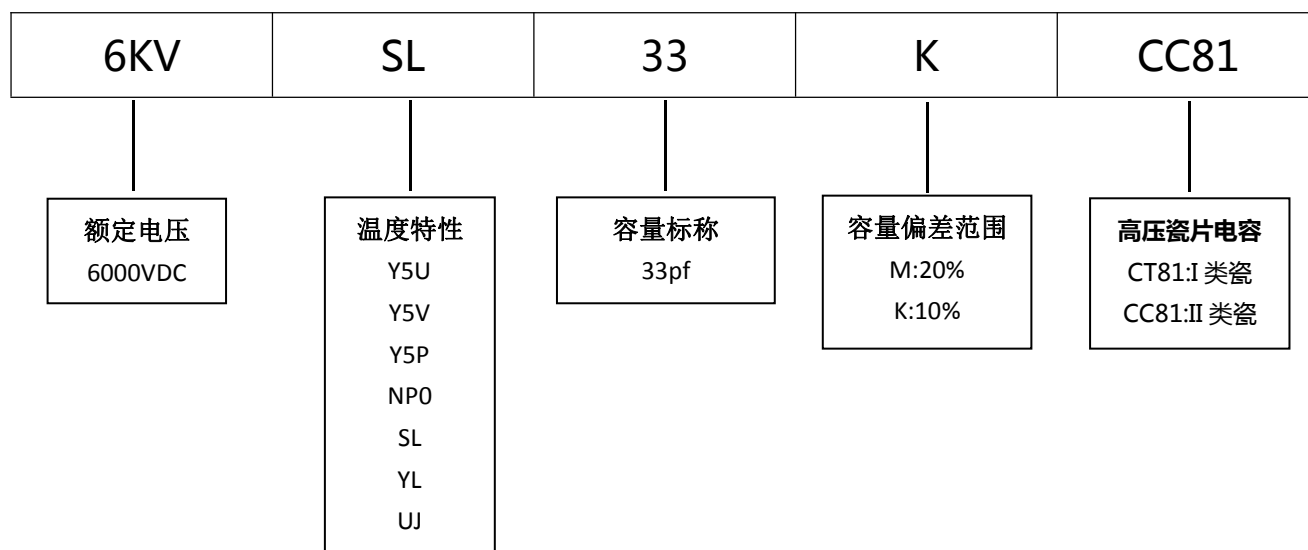 6KV SL 33 K CC81
额定电压
6000VDC
温度特性
Y5U
Y5V
Y5P
NP0
SL
YL
UJ
容量标称
33pf
容量偏差范围
M:20%
K:10%
高压瓷片电容
CT81:I 类瓷
CC81:II 类瓷